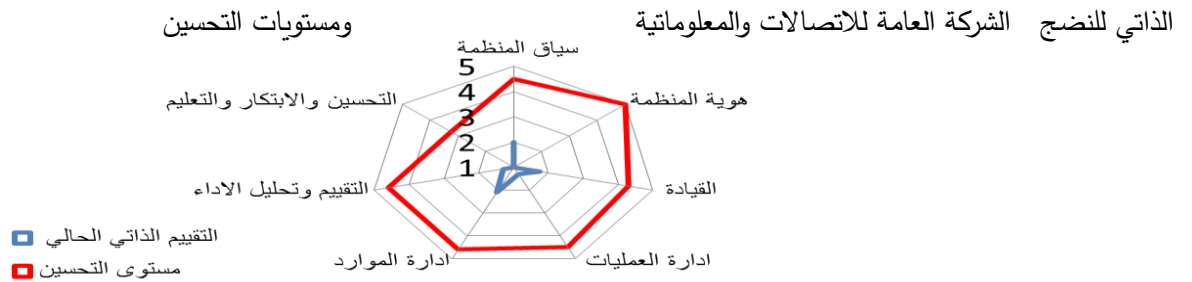 الذاتي للنضج الشركة العامة للاتصالات والمعلوماتية ومستويات التحسين
سياق المنظمة
هوية المنظمة
القيادة
ادارة العمليات
ادارة الموارد
التقييم وتحليل الاداء
التحسين والابتكار والتعليم
5
4
3
2
1
التقييم الذاتي الحالي
مستوى التحسين